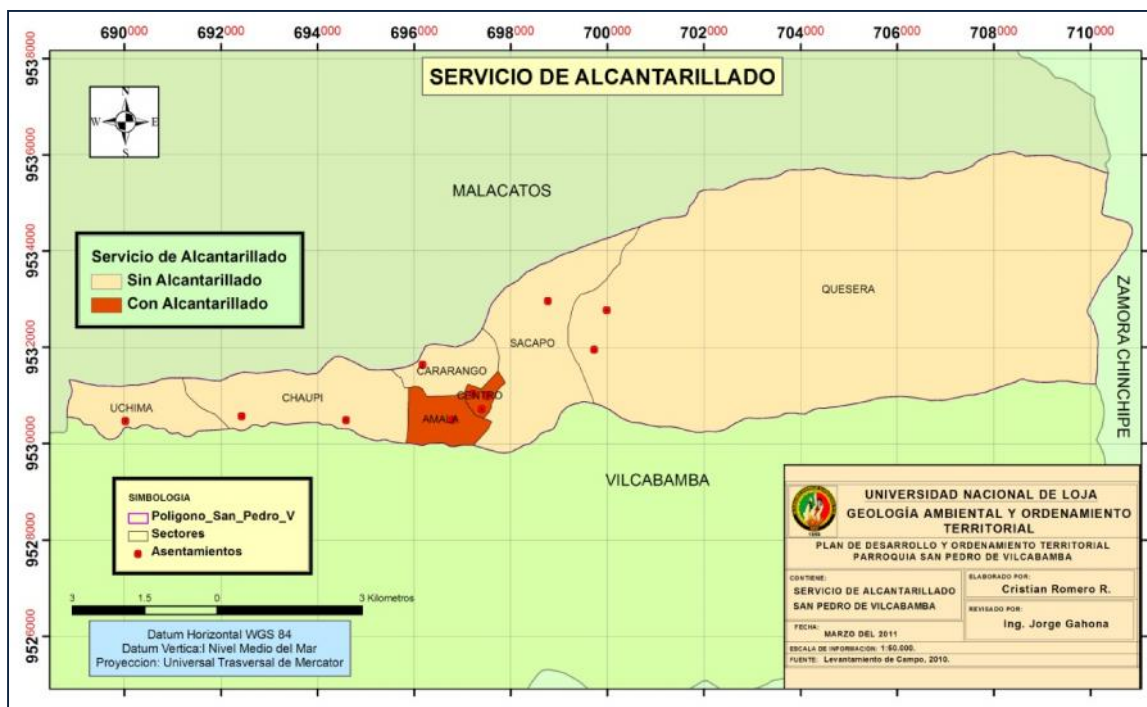 690000 692000 694000 696000 698000 700000 702000 704000 706000 708000 710000
SERVICIO DE ALCANTARILLADO
N
W E
S
9538000
9536000
9534000
9532000
9530000
9528000
9526000
MALACATOS
Servicio de Alcantarillado
Sin Alcantarillado
Con Alcantarillado
QUESERA
ZAMORA CHINCHIPE
SACAPO
CARARANGO
CENTRO
CHAUPI
UCHIMA
AMALA
VILCABAMBA
SIMBOLOGIA
Poligono_San_Pedro_V
Sectores
Asentamientos
3 1.5 0 3 Kilometros
Datum Horizontal WGS 84
Datum Vertica:l Nivel Medio del Mar
Proyeccion: Universal Trasversal de Mercator
UNIVERSIDAD NACIONAL DE LOJA
GEOLOGÍA AMBIENTAL Y ORDENAMIENTO
TERRITORIAL
PLAN DE DESARROLLO Y ORDENAMIENTO TERRITORIAL
PARROQUIA SAN PEDRO DE VILCABAMBA
CONTIENE:
SERVICIO DE ALCANTARILLADO
SAN PEDRO DE VILCABAMBA
ELABORADO POR:
Cristian Romero R.
REVISADO POR:
Ing. Jorge Gahona
FECHA:
MARZO DEL 2011
ESCALA DE INFORMACIÓN: 1:50.000.
FUENTE: Levantamiento de Campo, 2010.